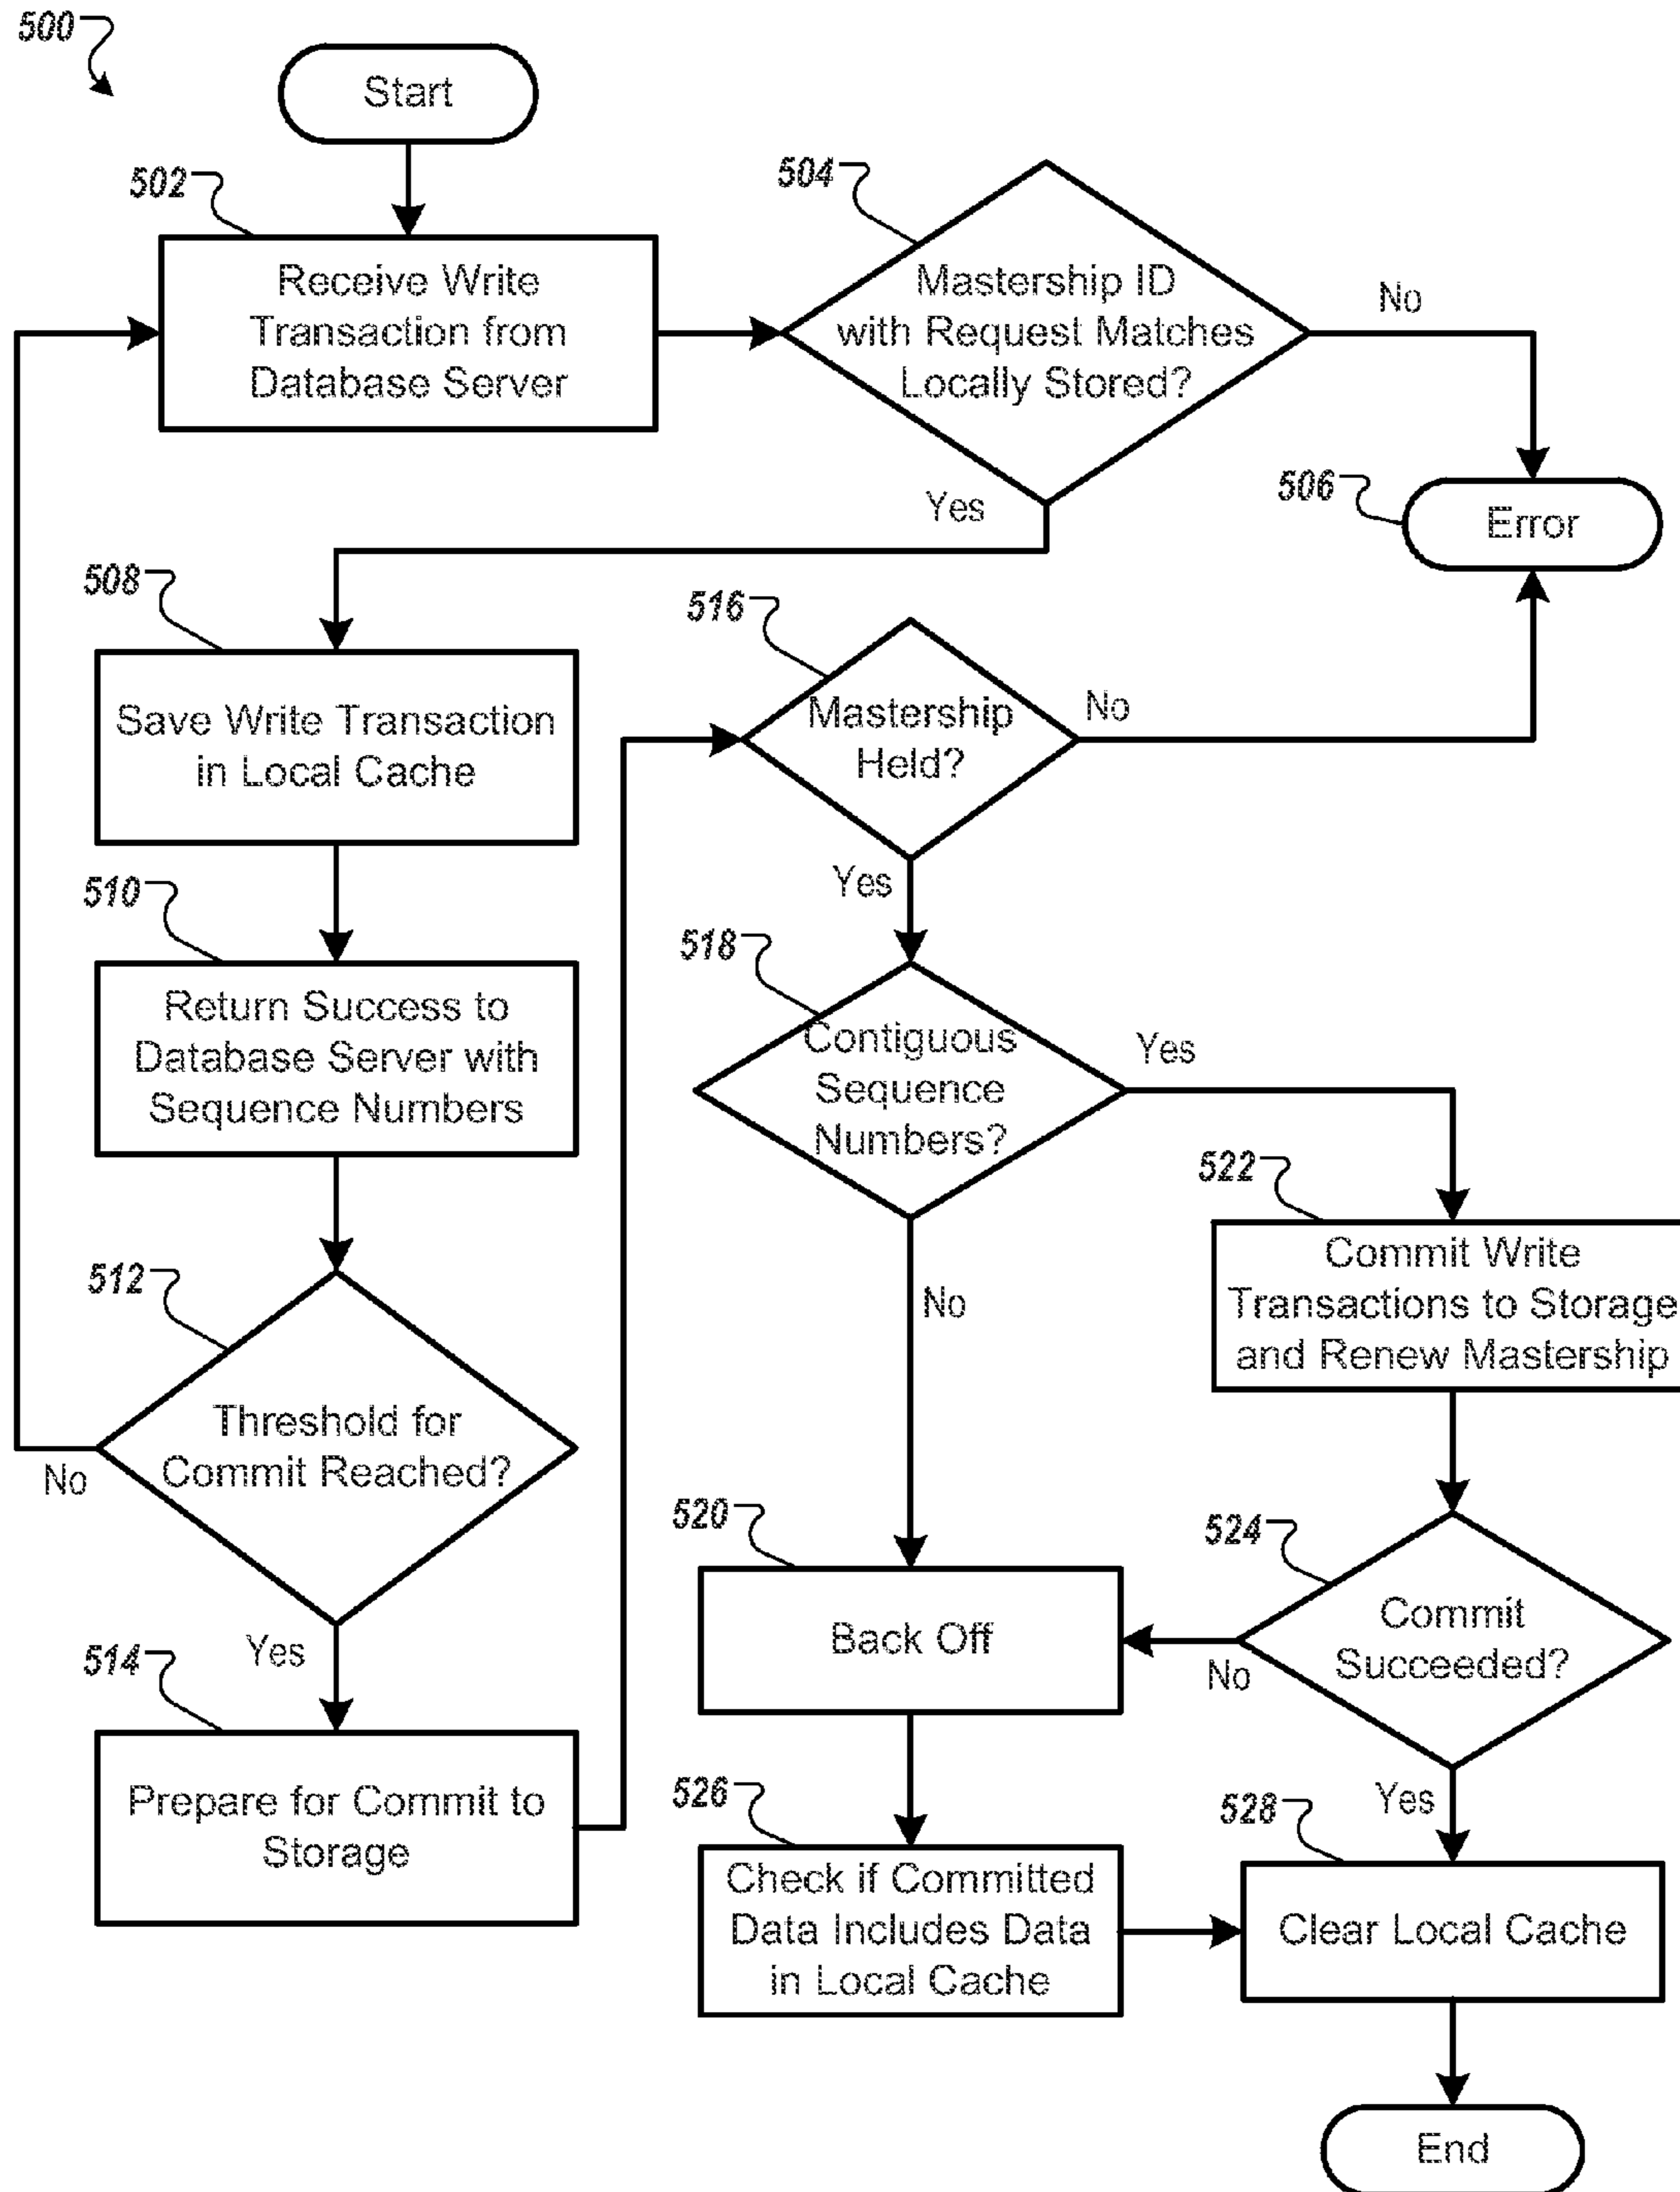 500
Start
502
Receive Write
Transaction from
Database Server
504
Mastership ID
with Request Matches
Locally Stored?
No
Yes
506
Error
508
Save Write Transaction
in Local Cache
510
Return Success to
Database Server with
Sequence Numbers
512
Threshold for
Commit Reached?
No
Yes
514
Prepare for Commit to
Storage
516
Mastership
Held?
No
Yes
518
Contiguous
Sequence
Numbers?
Yes
No
522
Commit Write
Transactions to Storage
and Renew Mastership
520
Back Off
524
Commit
Succeeded?
No
Yes
526
Check if Committed
Data Includes Data
in Local Cache
528
Clear Local Cache
End